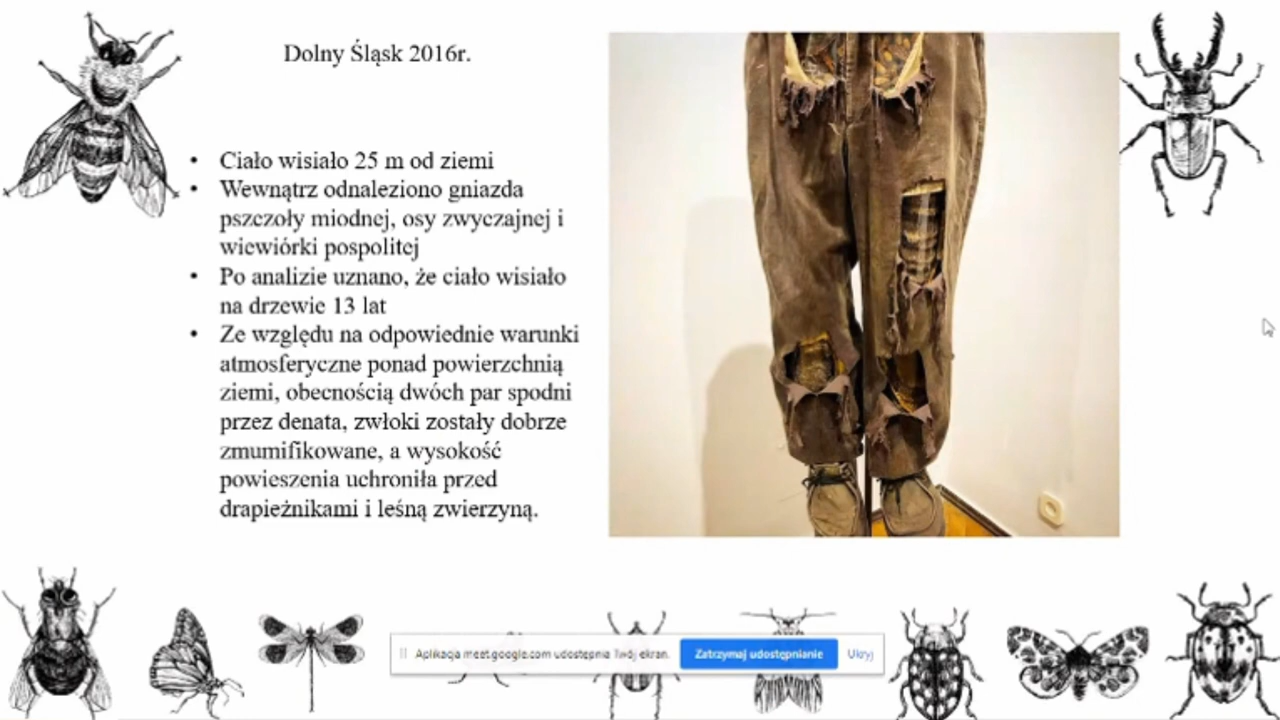 Dolny Śląsk 2016r.
• Ciało wisiało 25 m od ziemi
• Wewnątrz odnaleziono gniazda
pszczoły miodnej, osy zwyczajnej i
wiewiórki pospolitej
• Po analizie uznano, że ciało wisiało
na drzewie 13 lat
• Ze względu na odpowiednie warunki
atmosferyczne ponad powierzchnią
ziemi, obecnością dwóch par spodni
przez denata, zwłoki zostały dobrze
zmumifikowane, a wysokość
powieszenia uchroniła przed
drapieżnikami i leśną zwierzyną.
Aplikacja meet.google.com udostępnia Twój ekran. Zatrzymaj udostępnianie Ukryj